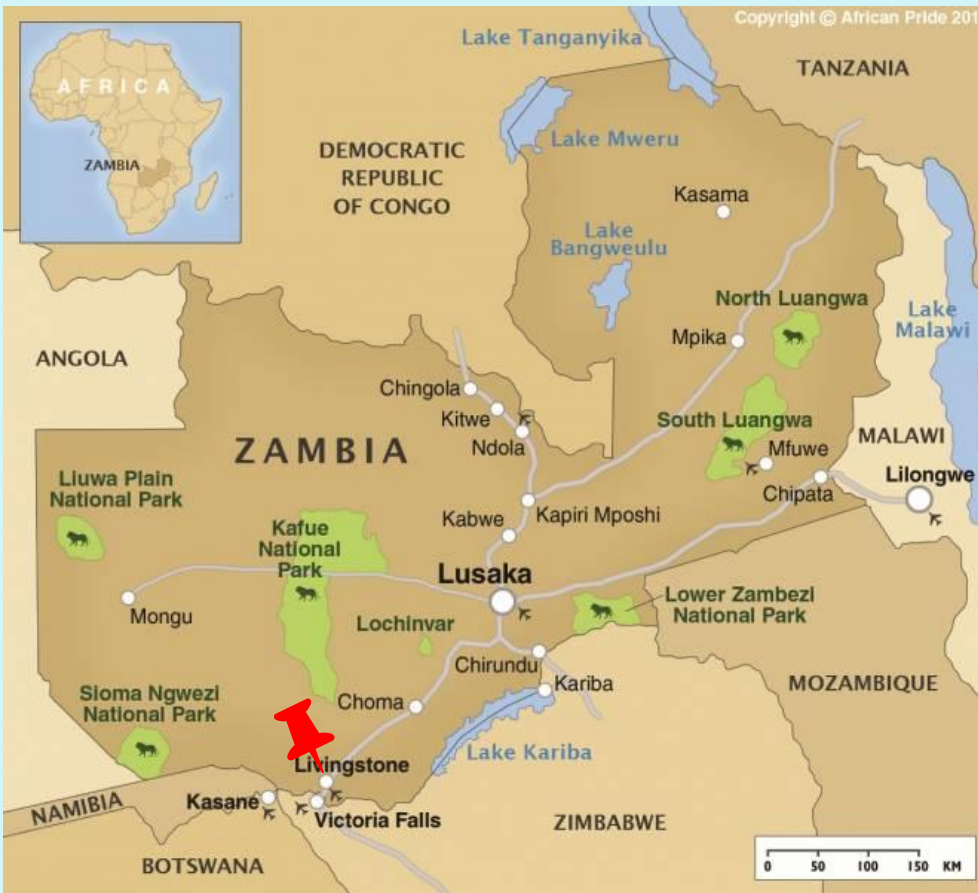 Copyright © African Pride 201
Lake Tanganyika
TANZANIA
AFRICA
ZAMBIA
DEMOCRATIC
REPUBLIC
OF CONGO
Lake Mweru
Kasama
Lake
Bangweulu
North Luangwa
Lake
Malawi
Mpika
ANGOLA
Chingola
Kitwe
Ndola
South Luangwa
Mfuwe
MALAWI
Lilongwe
Chipata
ZAMBIA
Liuwa Plain
National Park
Kafue
National
Park
Kabwe
Kapiri Mposhi
Lusaka
Mongu
Lochinvar
Lower Zambezi
National Park
Chirundu
Kariba
MOZAMBIQUE
Sioma Ngwezi
National Park
Choma
Lake Kariba
Livingstone
Kasane
Victoria Falls
NAMIBIA
ZIMBABWE
BOTSWANA
0 50 100 150 KM